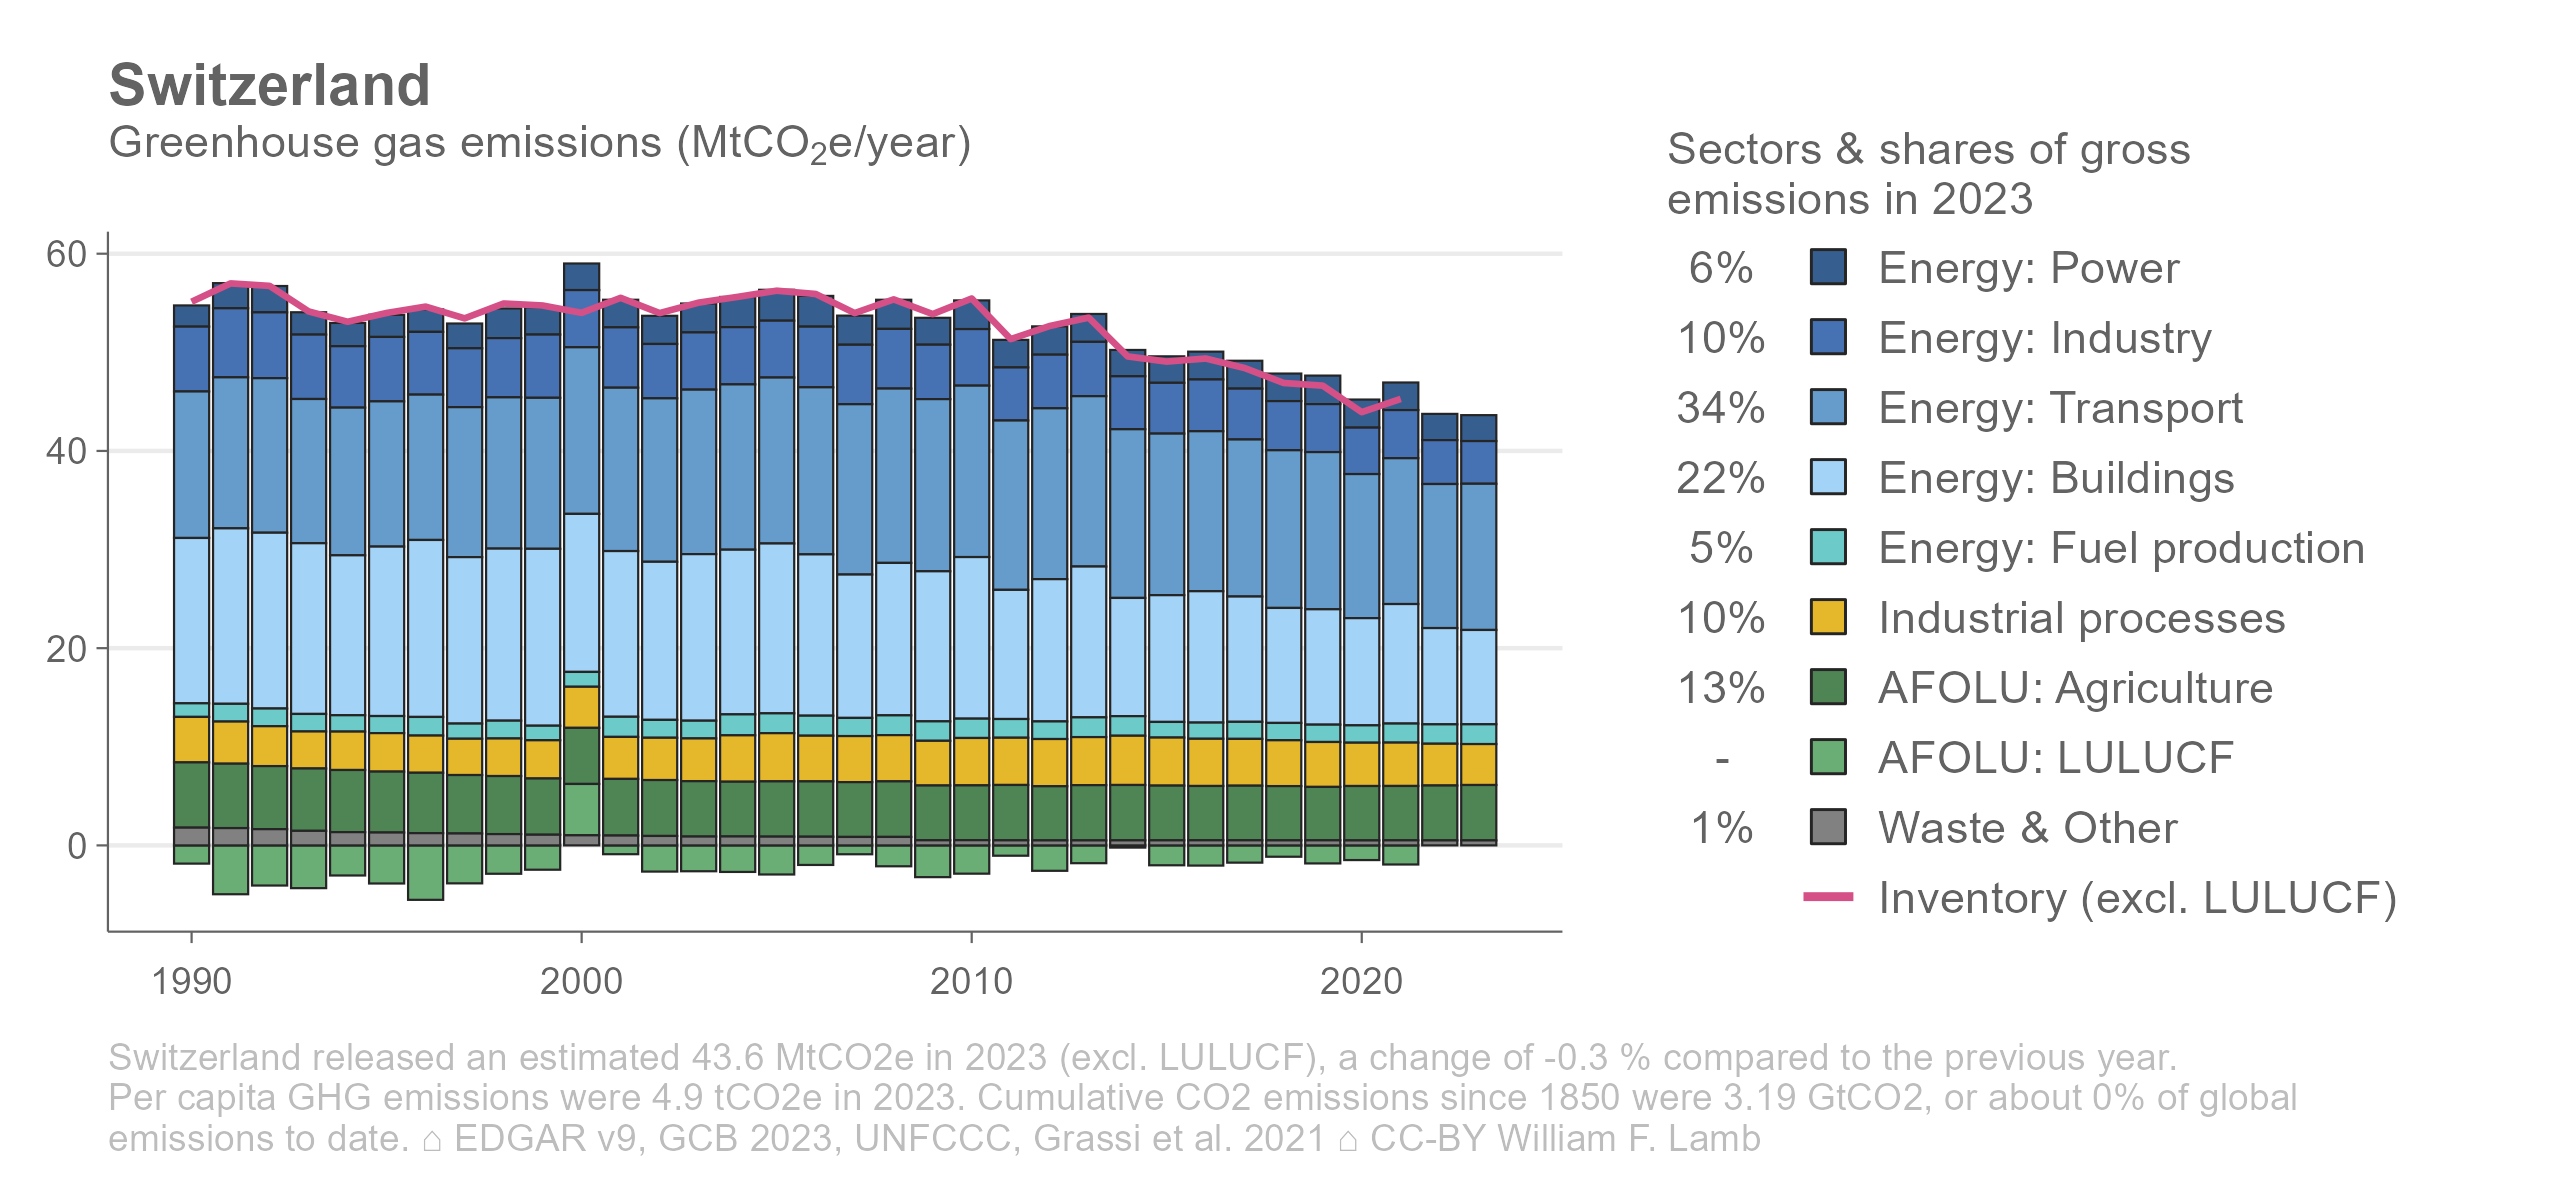 Switzerland
Greenhouse gas emissions (MtCO₂e/year)
Sectors & shares of gross
emissions in 2023
60
40
20
0
1990 2000 2010 2020
6% Energy: Power
10% Energy: Industry
34% Energy: Transport
22% Energy: Buildings
5% Energy: Fuel production
10% Industrial processes
13% AFOLU: Agriculture
- AFOLU: LULUCF
1% Waste & Other
Inventory (excl. LULUCF)
Switzerland released an estimated 43.6 MtCO2e in 2023 (excl. LULUCF), a change of -0.3 % compared to the previous year.
Per capita GHG emissions were 4.9 tCO2e in 2023. Cumulative CO2 emissions since 1850 were 3.19 GtCO2, or about 0% of global
emissions to date. ⌂ EDGAR v9, GCB 2023, UNFCCC, Grassi et al. 2021 ⌂ CC-BY William F. Lamb